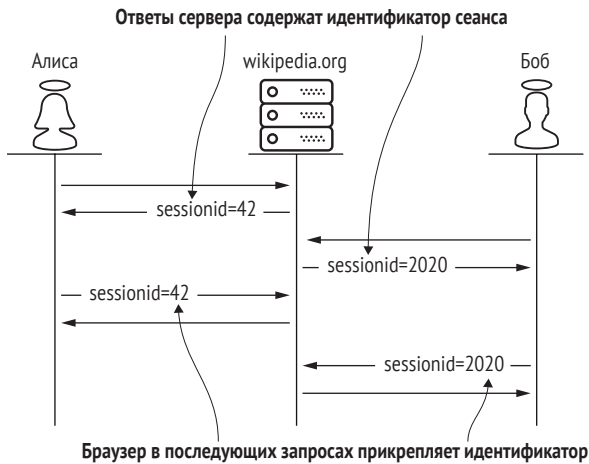 Ответы сервера содержат идентификатор сеанса
Алиса
wikipedia.org
Боб
sessionid=42
sessionid=2020
sessionid=42
sessionid=2020
Браузер в последующих запросах прикрепляет идентификатор